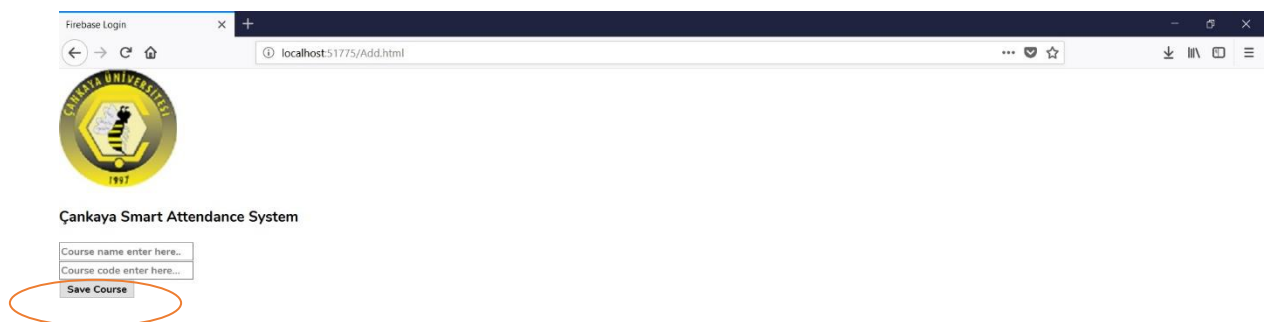 Firebase Login
localhost:51775/Add.html
ÇANKAYA ÜNİVERSİTESİ
1997
Çankaya Smart Attendance System
Course name enter here..
Course code enter here...
Save Course